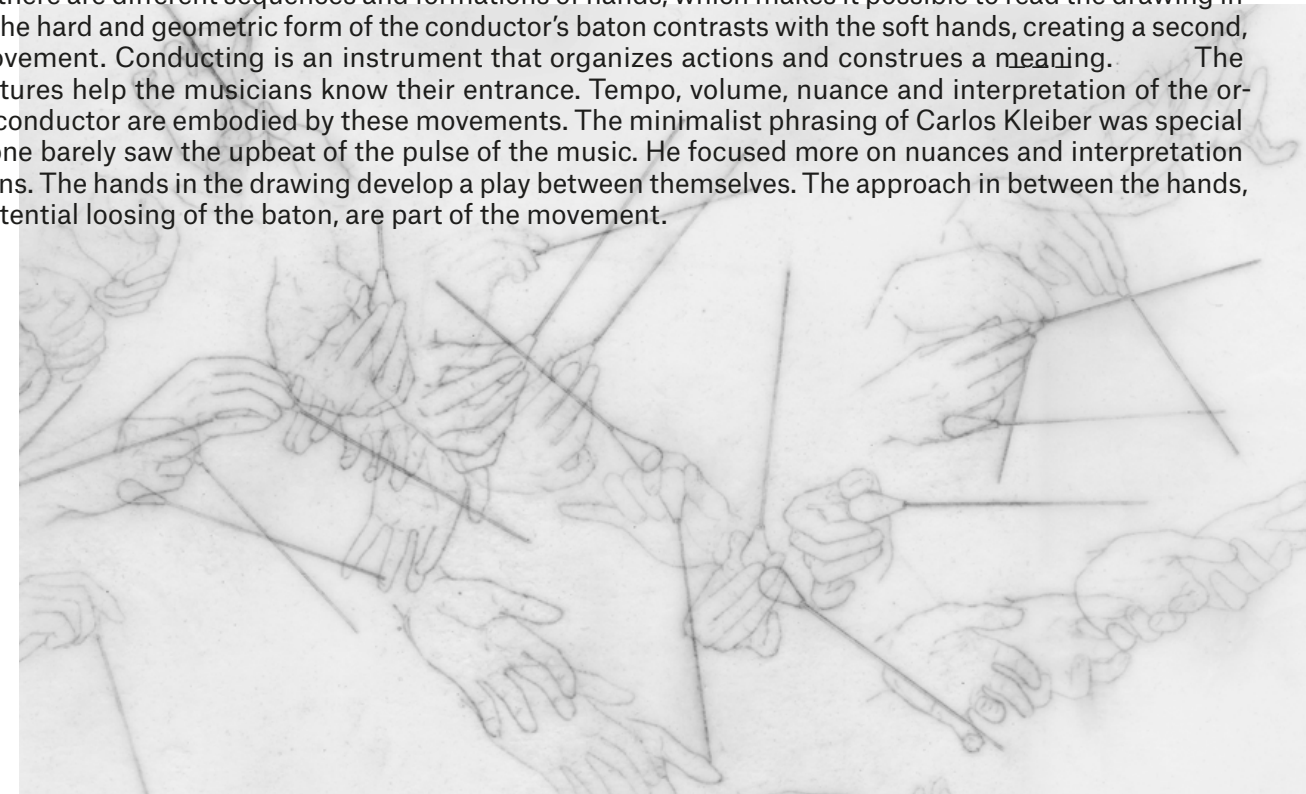 there are different sequences and formations of hands, which makes it possible to read the drawing in
he hard and geometric form of the conductor's baton contrasts with the soft hands, creating a second,
ovement. Conducting is an instrument that organizes actions and construes a meaning. The
tures help the musicians know their entrance. Tempo, volume, nuance and interpretation of the or-
conductor are embodied by these movements. The minimalist phrasing of Carlos Kleiber was special
one barely saw the upbeat of the pulse of the music. He focused more on nuances and interpretation
ns. The hands in the drawing develop a play between themselves. The approach in between the hands,
tential loosing of the baton, are part of the movement.